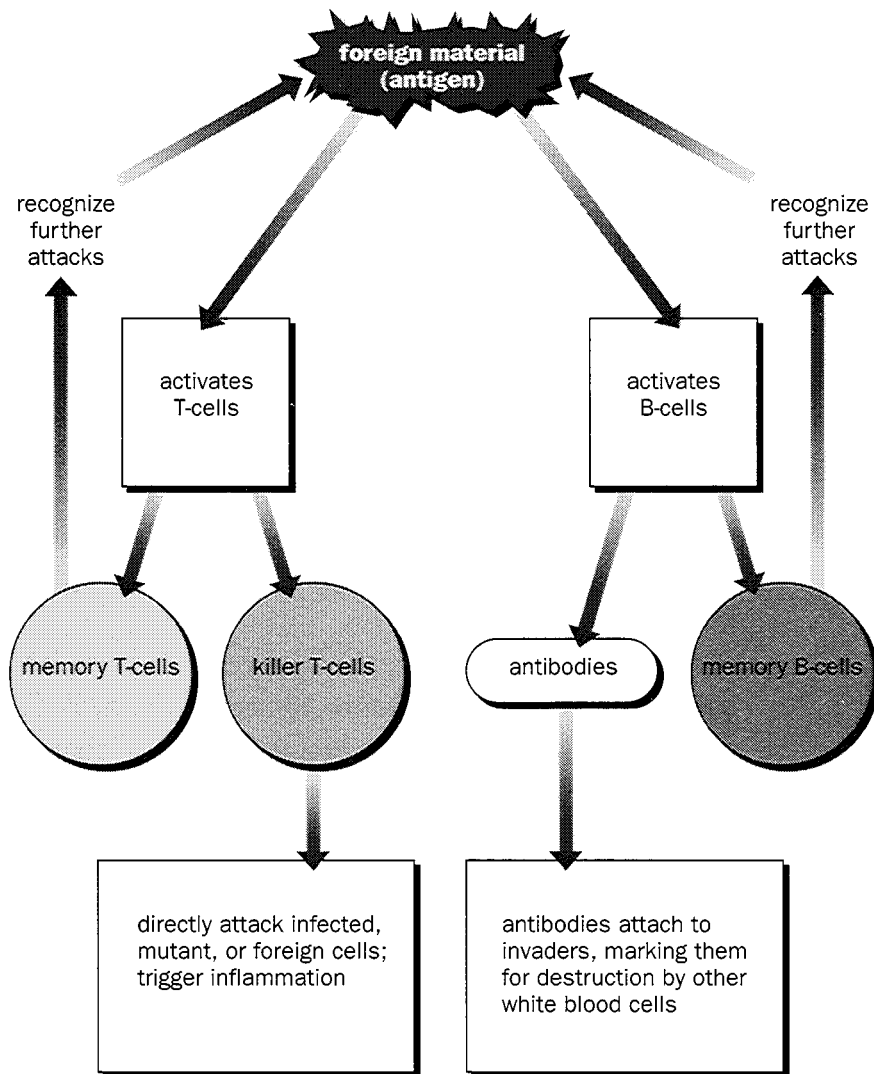 foreign material
(antigen)
recognize
further
attacks
recognize
further
attacks
activates
T-cells
activates
B-cells
memory T-cells
killer T-cells
antibodies
memory B-cells
directly attack infected,
mutant, or foreign cells;
trigger inflammation
antibodies attach to
invaders, marking them
for destruction by other
white blood cells